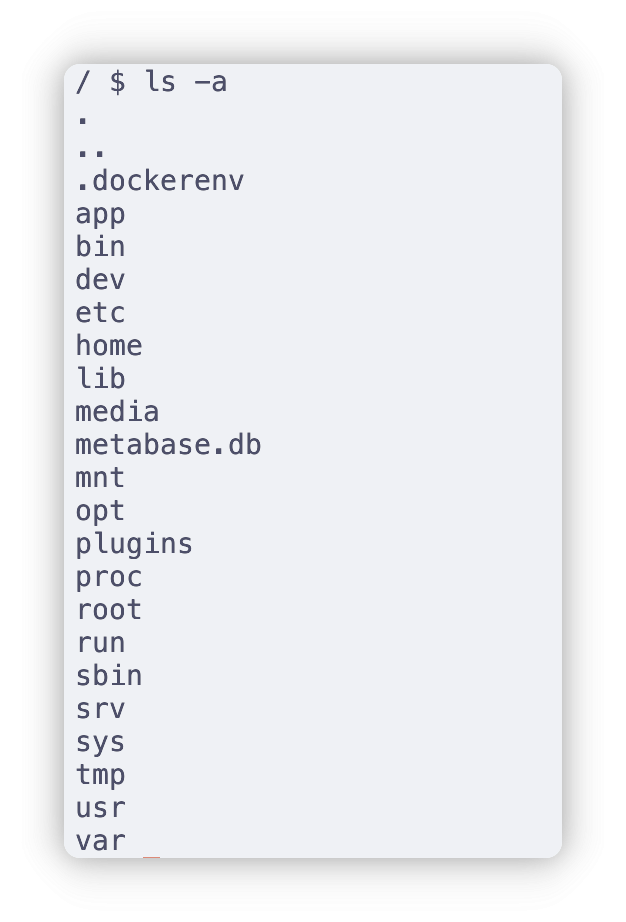 / $ ls -a
.
..
.dockerenv
app
bin
dev
etc
home
lib
media
metabase.db
mnt
opt
plugins
proc
root
run
sbin
srv
sys
tmp
usr
var